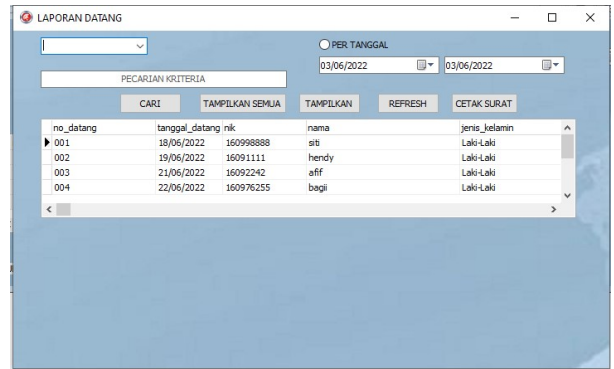 LAPORAN DATANG
PER TANGGAL
03/06/2022 03/06/2022
PECARIAN KRITERIA
CARI TAMPILKAN SEMUA TAMPILKAN REFRESH CETAK SURAT
no_datang tanggal_datang nik nama jenis_kelamin
001 18/06/2022 160998888 siti Laki-Laki
002 19/06/2022 16091111 hendy Laki-Laki
003 21/06/2022 16092242 afif Laki-Laki
004 22/06/2022 160976255 bagii Laki-Laki